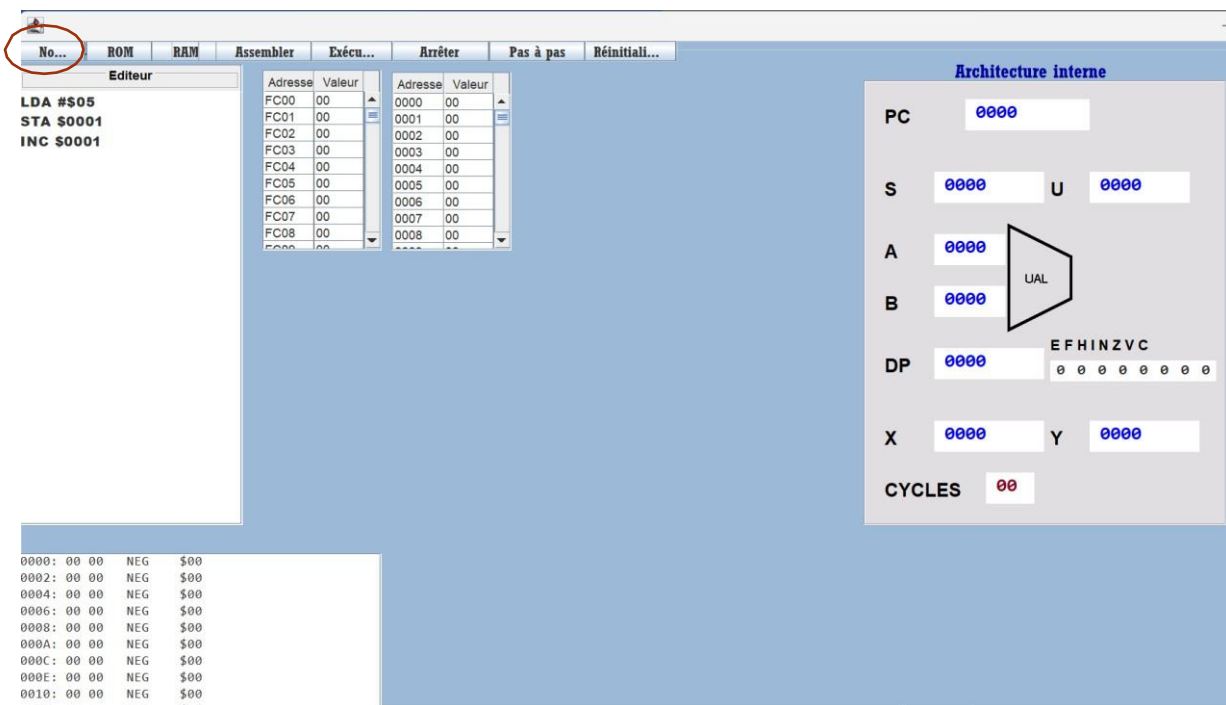 No... ROM RAM Assembler Exécu... Arrêter Pas à pas Réinitiali...
Editeur
LDA #$05
STA $0001
INC $0001
Adresse Valeur
FC00 00
FC01 00
FC02 00
FC03 00
FC04 00
FC05 00
FC06 00
FC07 00
FC08 00
Adresse Valeur
0000 00
0001 00
0002 00
0003 00
0004 00
0005 00
0006 00
0007 00
0008 00
Architecture interne
PC 0000
S 0000 U 0000
A 0000
UAL
B 0000
E F H I N Z V C
DP 0000 0 0 0 0 0 0 0 0
X 0000 Y 0000
CYCLES 00
0000: 00 00 NEG $00
0002: 00 00 NEG $00
0004: 00 00 NEG $00
0006: 00 00 NEG $00
0008: 00 00 NEG $00
000A: 00 00 NEG $00
000C: 00 00 NEG $00
000E: 00 00 NEG $00
0010: 00 00 NEG $00